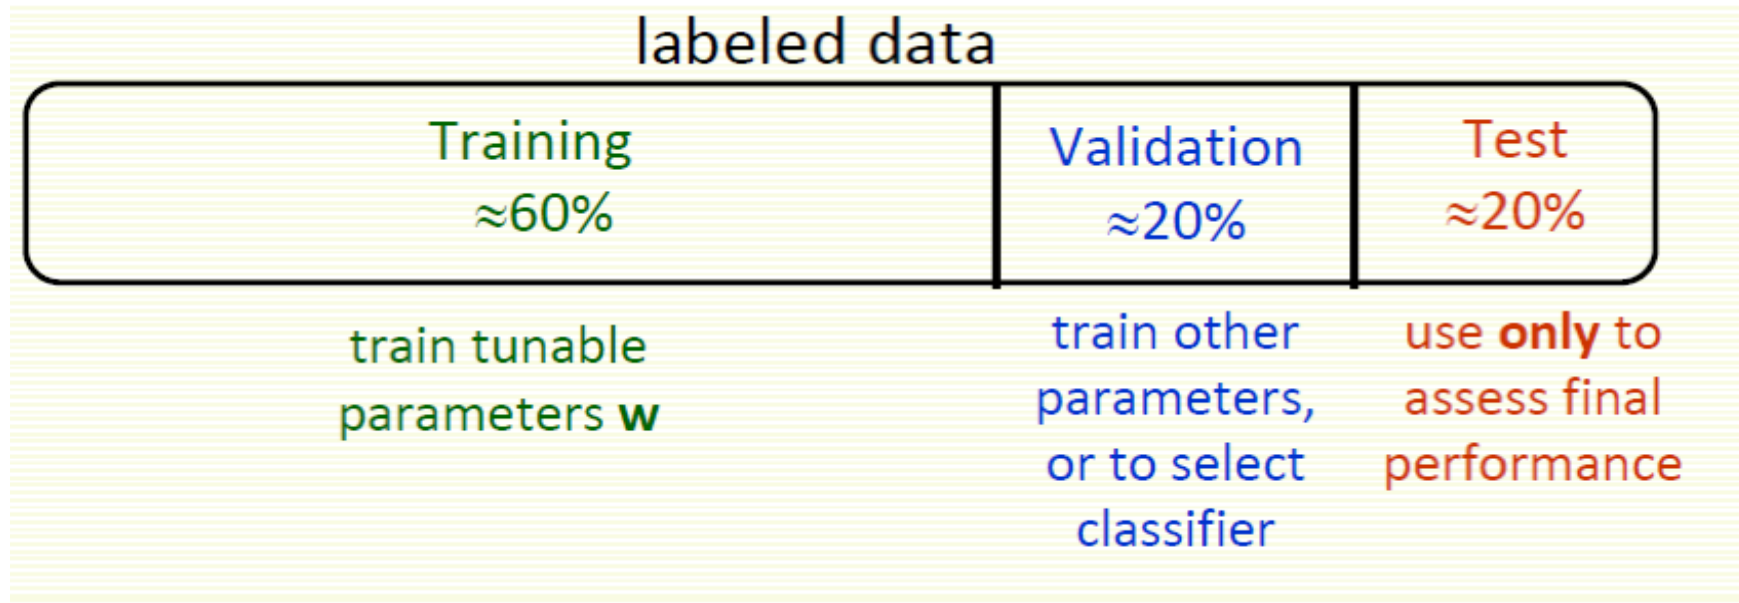 labeled data
Training
≈60%
Validation
≈20%
Test
≈20%
train tunable
parameters w
train other
parameters,
or to select
classifier
use only to
assess final
performance